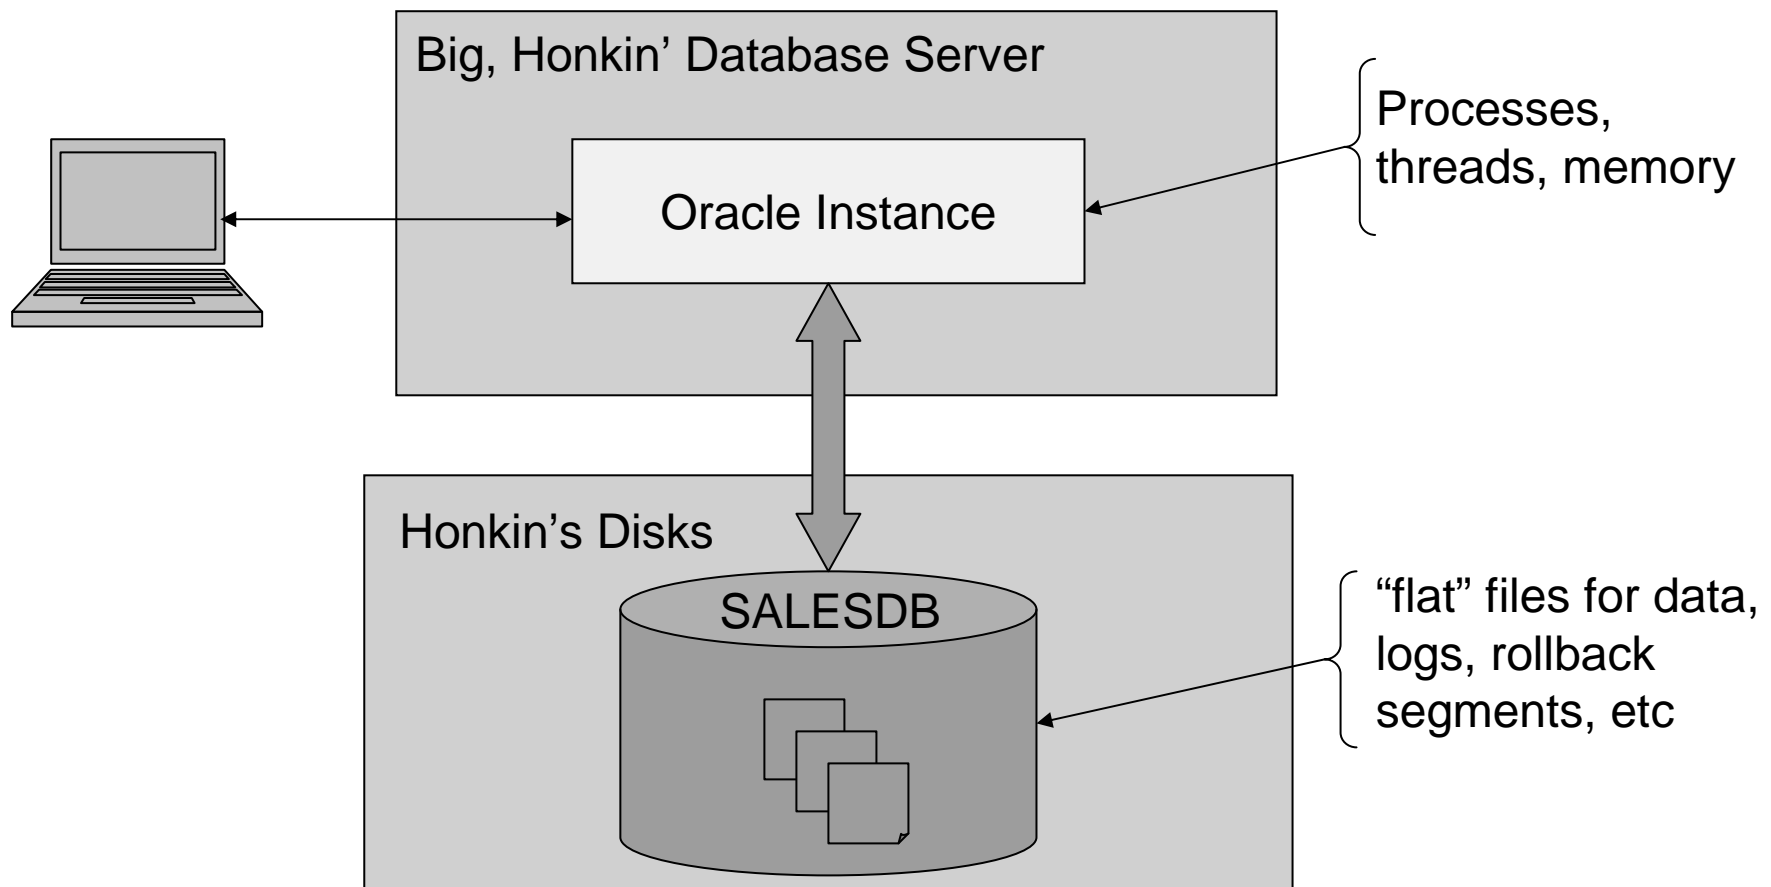 Big, Honkin’ Database Server
Processes,
threads, memory
Oracle Instance
Honkin’s Disks
SALESDB
“flat” files for data,
logs, rollback
segments, etc